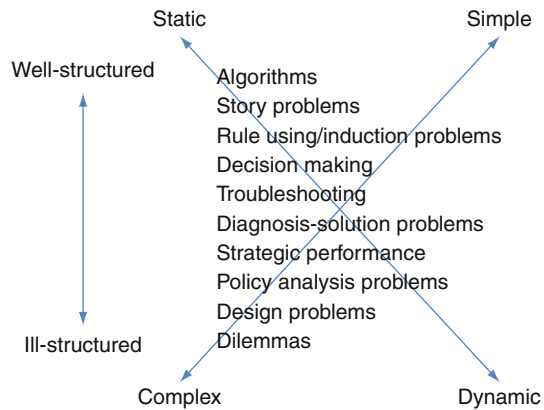 Static
Simple
Well-structured
Algorithms
Story problems
Rule using/induction problems
Decision making
Troubleshooting
Diagnosis-solution problems
Strategic performance
Policy analysis problems
Design problems
Dilemmas
Ill-structured
Complex
Dynamic